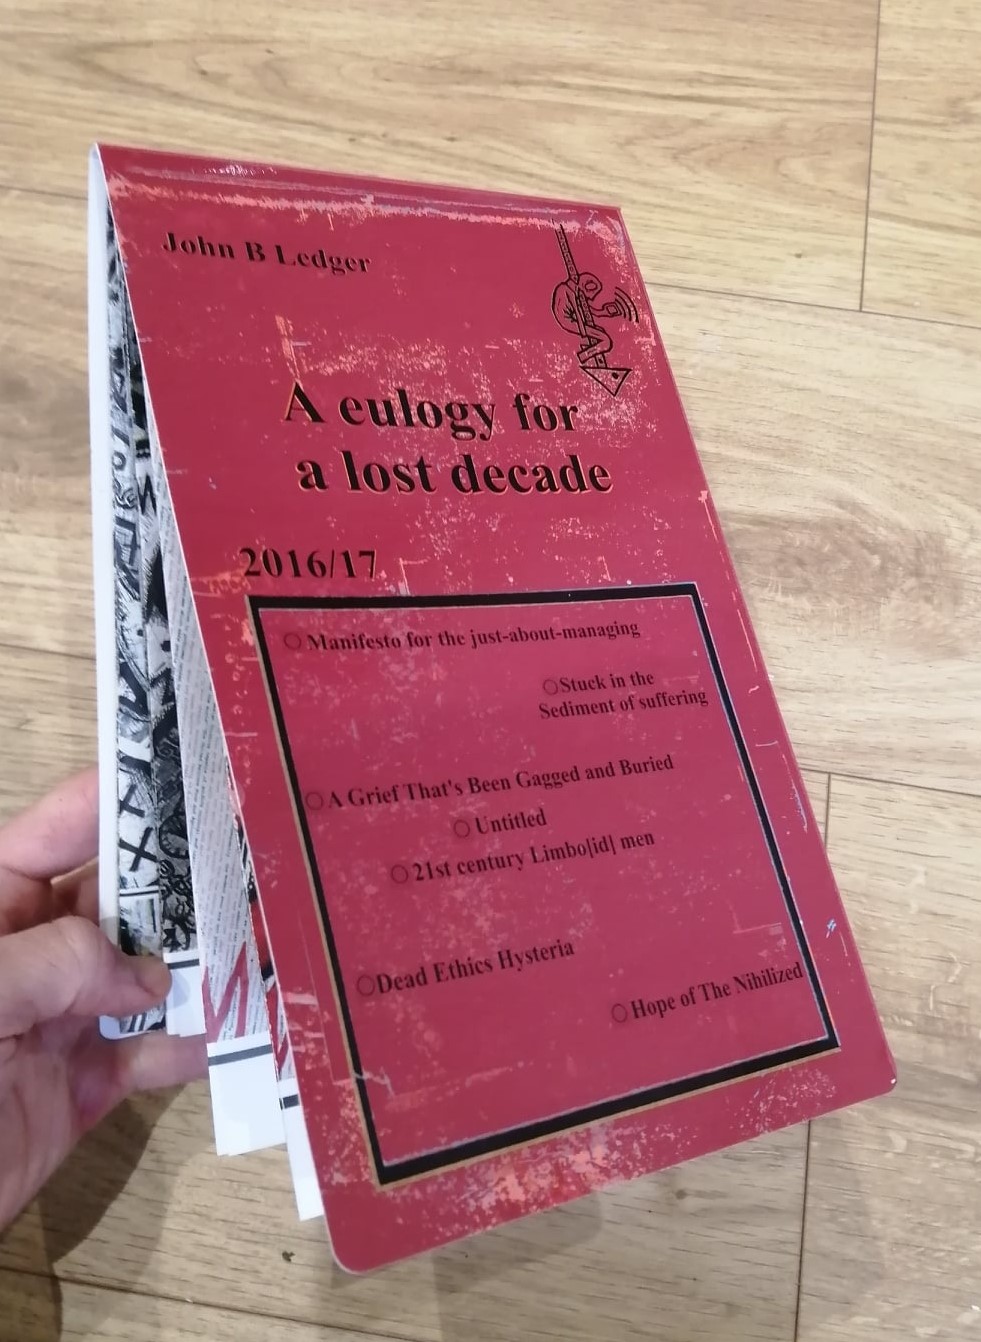 John B Ledger
A eulogy for
a lost decade
2016/17
Manifesto for the just-about-managing
Stuck in the
Sediment of suffering
A Grief That's Been Gagged and Buried
Untitled
21st century Limbo[id] men
Dead Ethics Hysteria
Hope of The Nihilized